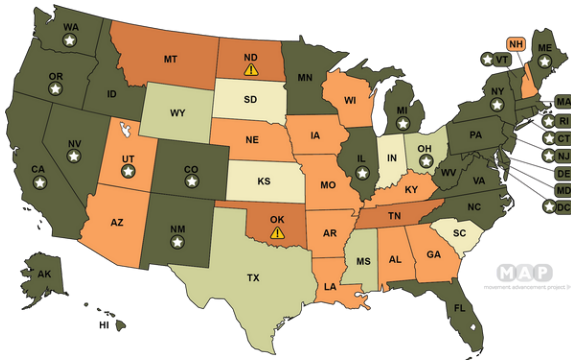 WA
MT
ND
MN
ME
VT
NH
OR
ID
SD
WI
MI
NY
MA
RI
CT
WY
NE
IA
PA
NJ
NV
UT
CO
IL
IN
OH
WV
VA
DE
MD
DC
CA
KS
MO
KY
NC
AZ
NM
OK
AR
TN
SC
TX
LA
MS
AL
GA
AK
HI
FL
MAP
movement advancement project